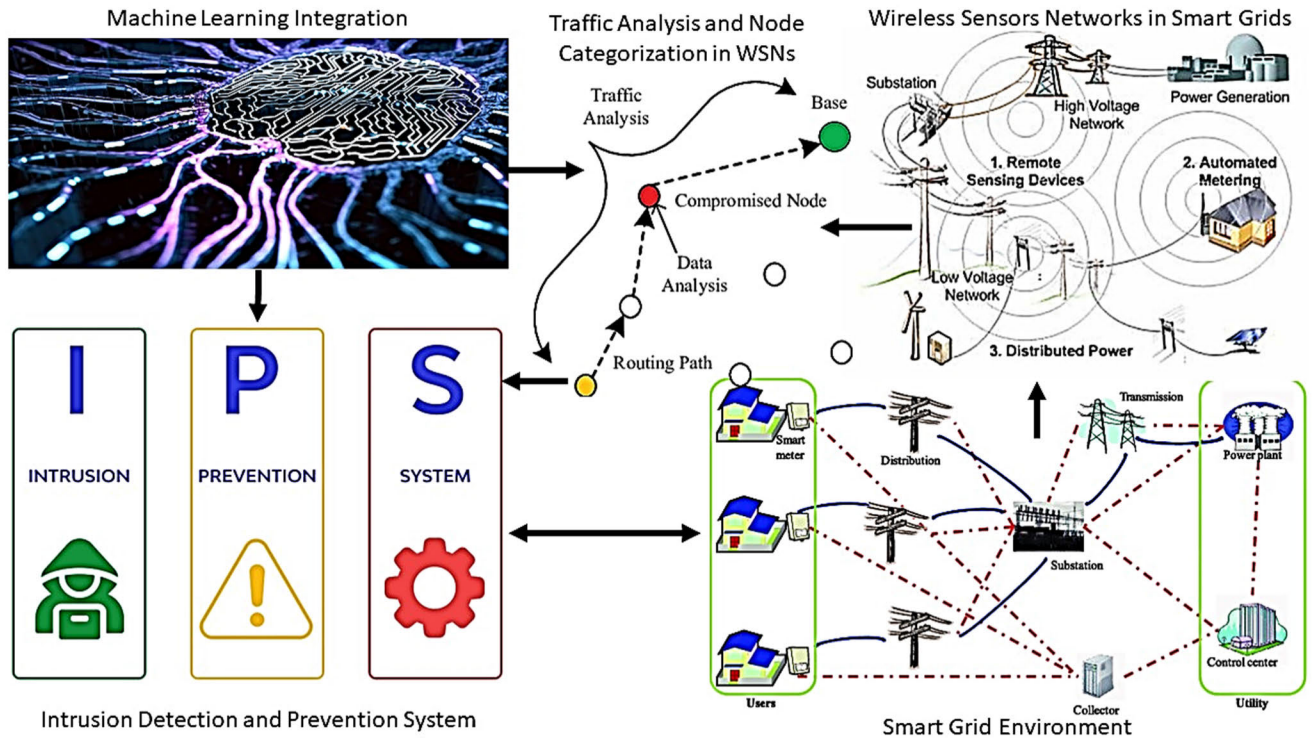 Machine Learning Integration
Traffic Analysis and Node
Categorization in WSNs
Wireless Sensors Networks in Smart Grids
Traffic
Analysis
Base
Compromised Node
Data
Analysis
Routing Path
Substation
High Voltage
Network
Power Generation
1. Remote
Sensing Devices
2. Automated
Metering
Low Voltage
Network
3. Distributed Power
I
INTRUSION
P
PREVENTION
!
S
SYSTEM
Intrusion Detection and Prevention System
Smart
meter
Distribution
Transmission
Power plant
Substation
Control center
Collector
Users
Utility
Smart Grid Environment